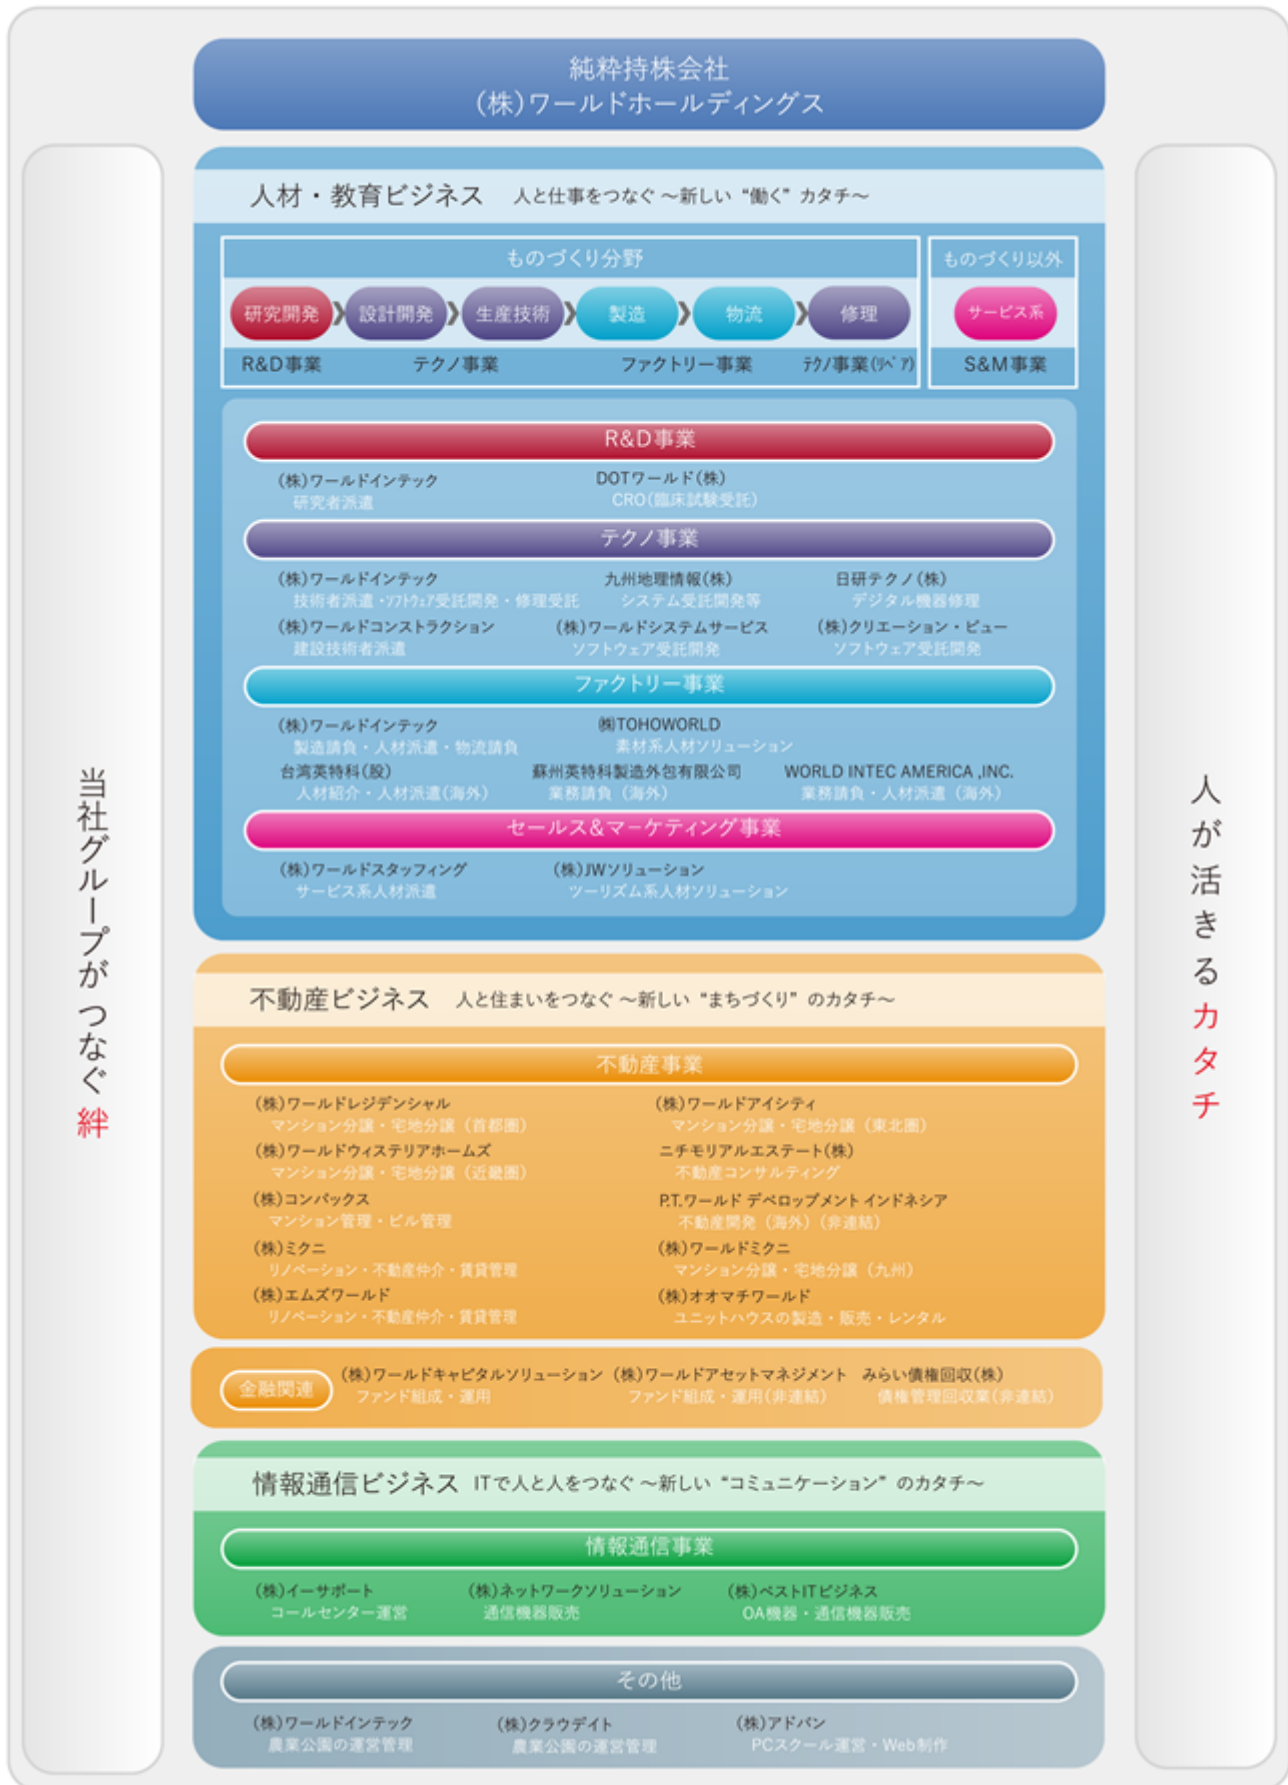 純粋持株会社
(株)ワールドホールディングス
人材・教育ビジネス 人と仕事をつなぐ ～新しい “働く” カタチ～
ものづくり分野 ものづくり以外
研究開発 設計開発 生産技術 製造 物流 修理 サービス系
R&D事業 テクノ事業 ファクトリー事業 ﾃｸﾉ事業(ﾘﾍﾟｱ) S&M事業
R&D事業
(株)ワールドインテック DOTワールド(株)
研究者派遣 CRO(臨床試験受託)
テクノ事業
(株)ワールドインテック 九州地理情報(株) 日研テクノ(株)
技術者派遣・ｿﾌﾄｳｪｱ受託開発・修理受託 システム受託開発等 デジタル機器修理
(株)ワールドコンストラクション (株)ワールドシステムサービス (株)クリエーション・ビュー
建設技術者派遣 ソフトウェア受託開発 ソフトウェア受託開発
ファクトリー事業
(株)ワールドインテック ㈱TOHOWORLD
製造請負・人材派遣・物流請負 素材系人材ソリューション
台湾英特科(股) 蘇州英特科製造外包有限公司 WORLD INTEC AMERICA ,INC.
人材紹介・人材派遣(海外) 業務請負（海外） 業務請負・人材派遣（海外）
セールス&マーケティング事業
(株)ワールドスタッフィング (株)JWソリューション
サービス系人材派遣 ツーリズム系人材ソリューション
不動産ビジネス 人と住まいをつなぐ ～新しい “まちづくり” のカタチ～
不動産事業
(株)ワールドレジデンシャル (株)ワールドアイシティ
マンション分譲・宅地分譲（首都圏） マンション分譲・宅地分譲（東北圏）
(株)ワールドウィステリアホームズ ニチモリアルエステート(株)
マンション分譲・宅地分譲（近畿圏） 不動産コンサルティング
(株)コンパックス P.T.ワールド デベロップメント インドネシア
マンション管理・ビル管理 不動産開発（海外）（非連結）
(株)ミクニ (株)ワールドミクニ
リノベーション・不動産仲介・賃貸管理 マンション分譲・宅地分譲（九州）
(株)エムズワールド (株)オオマチワールド
リノベーション・不動産仲介・賃貸管理 ユニットハウスの製造・販売・レンタル
金融関連
(株)ワールドキャピタルソリューション (株)ワールドアセットマネジメント みらい債権回収(株)
ファンド組成・運用 ファンド組成・運用(非連結) 債権管理回収業(非連結)
情報通信ビジネス ITで人と人をつなぐ ～新しい “コミュニケーション” のカタチ～
情報通信事業
(株)イーサポート (株)ネットワークソリューション (株)ベストITビジネス
コールセンター運営 通信機器販売 OA機器・通信機器販売
その他
(株)ワールドインテック (株)クラウデイト (株)アドバン
農業公園の運営管理 農業公園の運営管理 PCスクール運営・Web制作
当社グループが つなぐ 絆
人が活きるカタチ